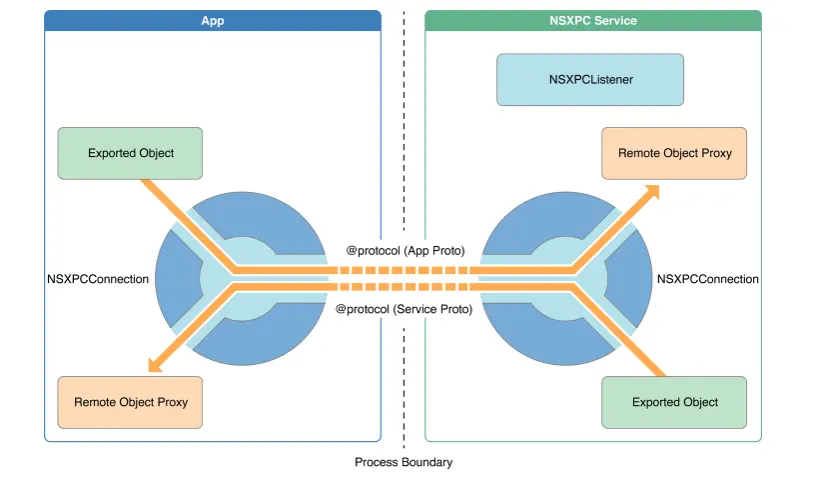 App
NSXPC Service
NSXPCListener
Exported Object
Remote Object Proxy
@protocol (App Proto)
NSXPCConnection
NSXPCConnection
@protocol (Service Proto)
Remote Object Proxy
Exported Object
Process Boundary